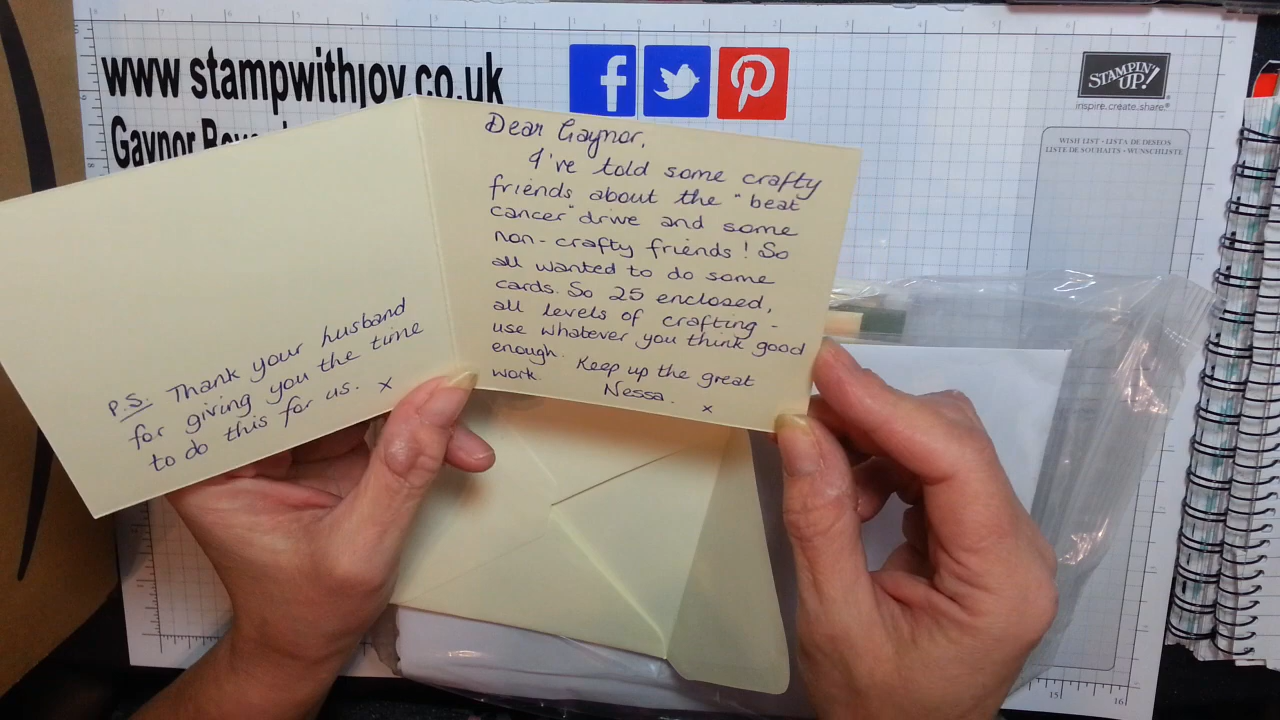 www stampwithjoy.co.uk
Gaynor
STAMPIN' UP!®
inspire.create.share.®
WISH LIST • LISTA DE DESEOS
LISTE DE SOUHAITS • WUNSCHLISTE
P.S. Thank your husband
for giving you the time
to do this for us. x
Dear Gaynor,
I've told some crafty
friends about the "beat
cancer" drive and some
non-crafty friends! So
all wanted to do some
cards. So 25 enclosed,
all levels of crafting -
use whatever you think good
enough. Keep up the great
work.
Nessa. x
15
16